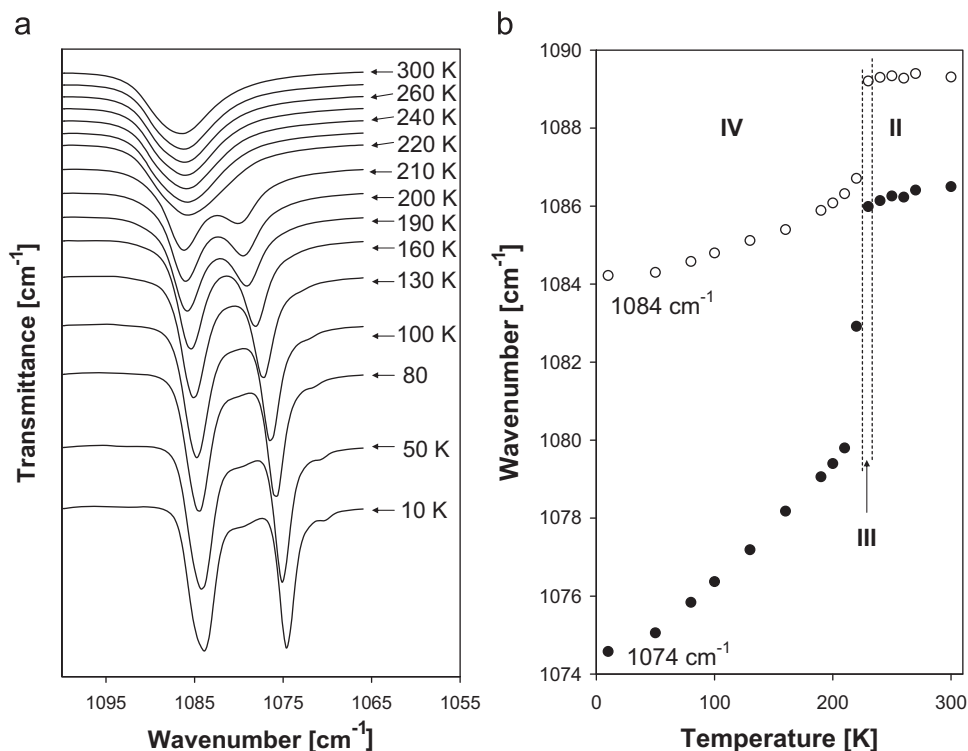 a
Transmittance [cm⁻¹]
300 K
260 K
240 K
220 K
210 K
200 K
190 K
160 K
130 K
100 K
80
50 K
10 K
1095 1085 1075 1065 1055
Wavenumber [cm⁻¹]
b
Wavenumber [cm⁻¹]
1090
1088
1086
1084
1082
1080
1078
1076
1074
IV
II
III
1084 cm⁻¹
1074 cm⁻¹
0 100 200 300
Temperature [K]